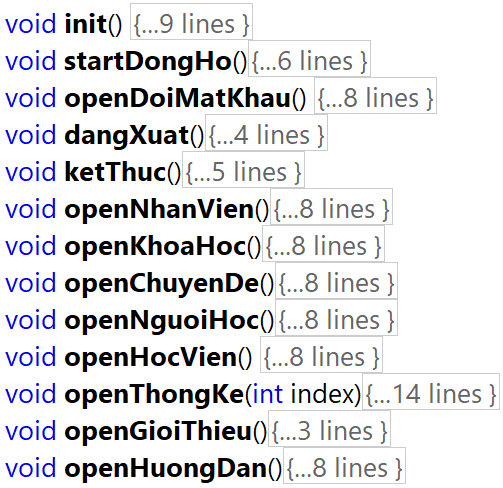 void init() {...9 lines }
void startDongHo(){...6 lines }
void openDoiMatKhau() {...8 lines }
void dangXuat(){...4 lines }
void ketThuc(){...5 lines }
void openNhanVien(){...8 lines }
void openKhoaHoc(){...8 lines }
void openChuyenDe(){...8 lines }
void openNguoiHoc(){...8 lines }
void openHocVien() {...8 lines }
void openThongKe(int index){...14 lines }
void openGioiThieu(){...3 lines }
void openHuongDan(){...8 lines }